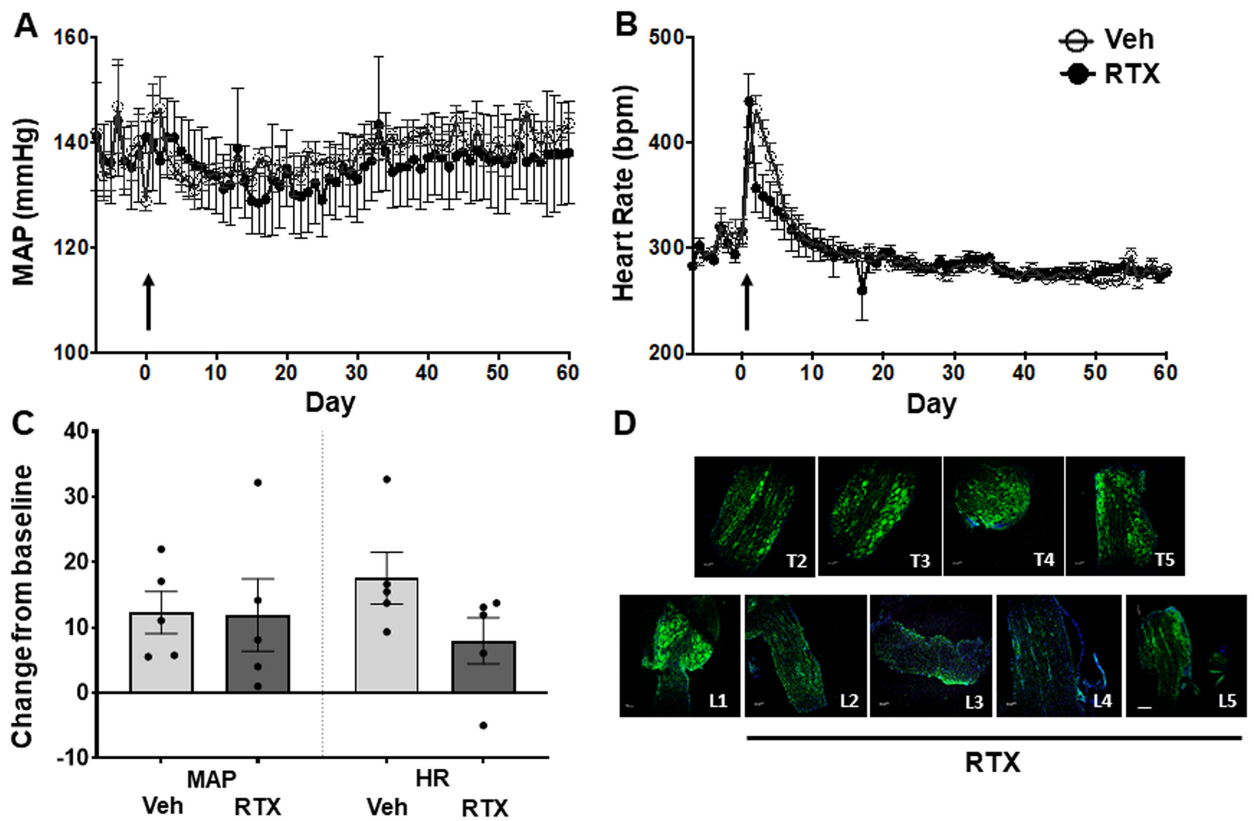 A
MAP (mmHg)
160
140
120
100
0 10 20 30 40 50 60
Day
B
Heart Rate (bpm)
500
400
300
200
0 10 20 30 40 50 60
Day
Veh
RTX
C
Change from baseline
40
30
20
10
0
-10
MAP HR
Veh RTX Veh RTX
D
T2 T3 T4 T5
L1 L2 L3 L4 L5
RTX